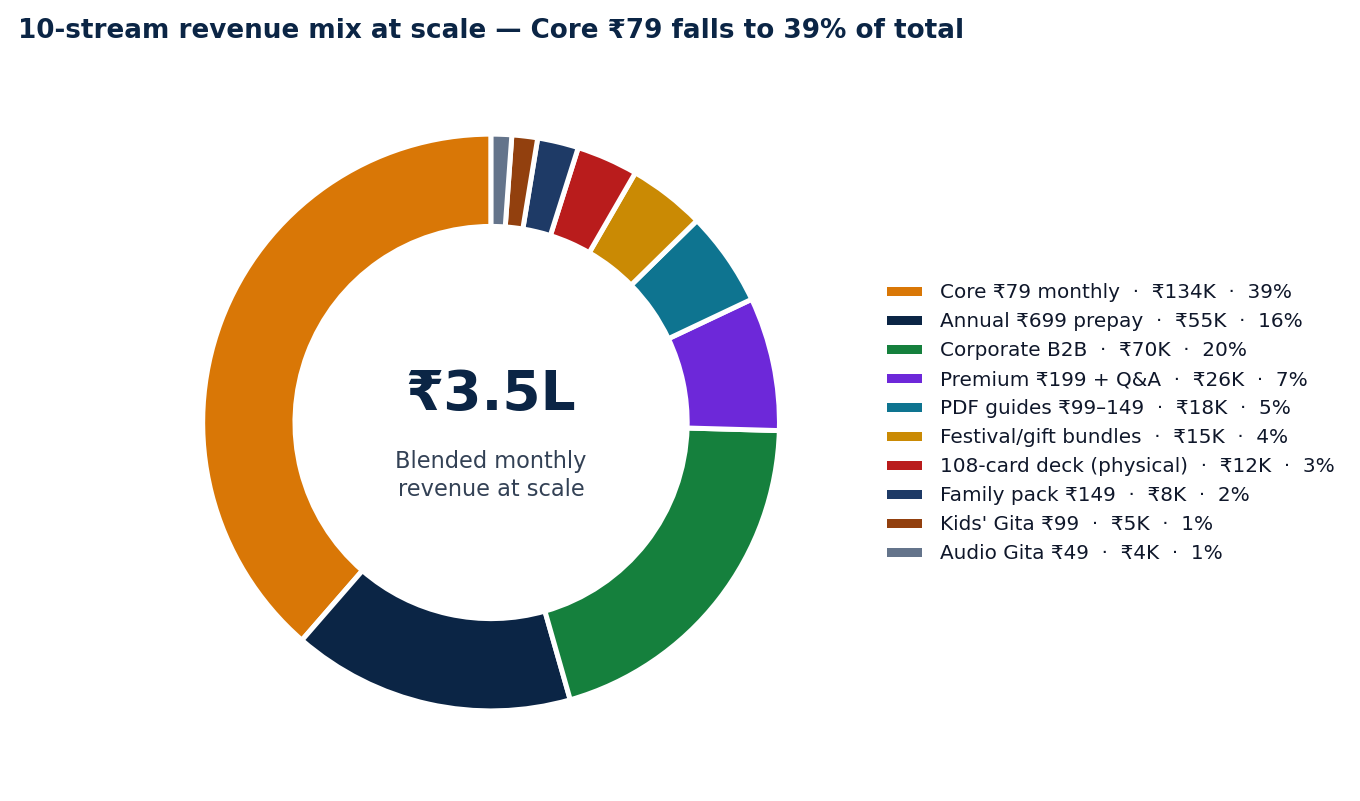 10-stream revenue mix at scale — Core ₹79 falls to 39% of total
₹3.5L
Blended monthly
revenue at scale
Core ₹79 monthly · ₹134K · 39%
Annual ₹699 prepay · ₹55K · 16%
Corporate B2B · ₹70K · 20%
Premium ₹199 + Q&A · ₹26K · 7%
PDF guides ₹99–149 · ₹18K · 5%
Festival/gift bundles · ₹15K · 4%
108-card deck (physical) · ₹12K · 3%
Family pack ₹149 · ₹8K · 2%
Kids' Gita ₹99 · ₹5K · 1%
Audio Gita ₹49 · ₹4K · 1%